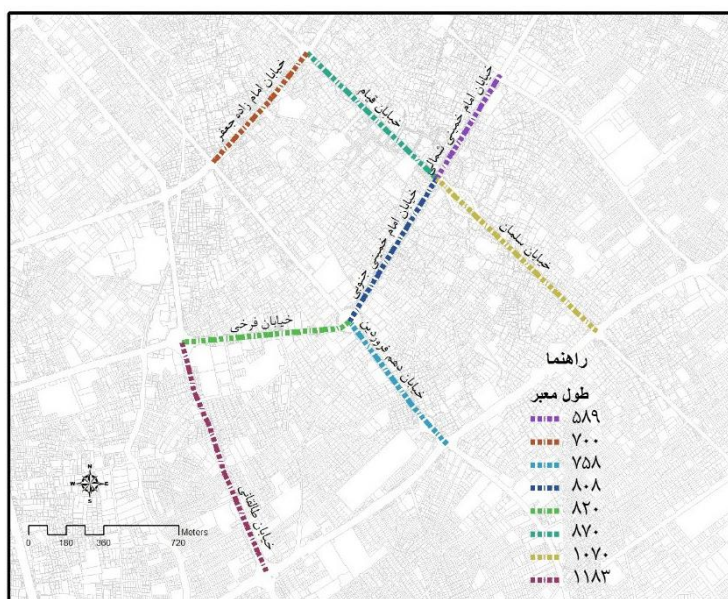 خیابان امام زاده جعفر
خیابان قیام
خیابان امام خمینی شمالی
خیابان امام خمینی جنوبی
خیابان سلمان
خیابان فرخی
خیابان دهم فروردین
خیابان طالقانی
راهنما
طول معبر
۵۸۹
۷۰۰
۷۵۸
۸۰۸
۸۲۰
۸۷۰
۱۰۷۰
۱۱۸۳
N
W E
S
Meters
0 180 360 720